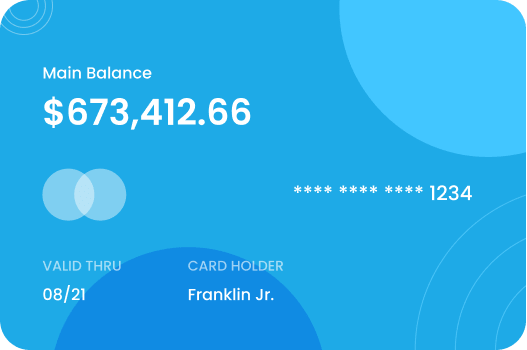 Main Balance
$673,412.66
**** **** **** 1234
VALID THRU CARD HOLDER
08/21 Franklin Jr.